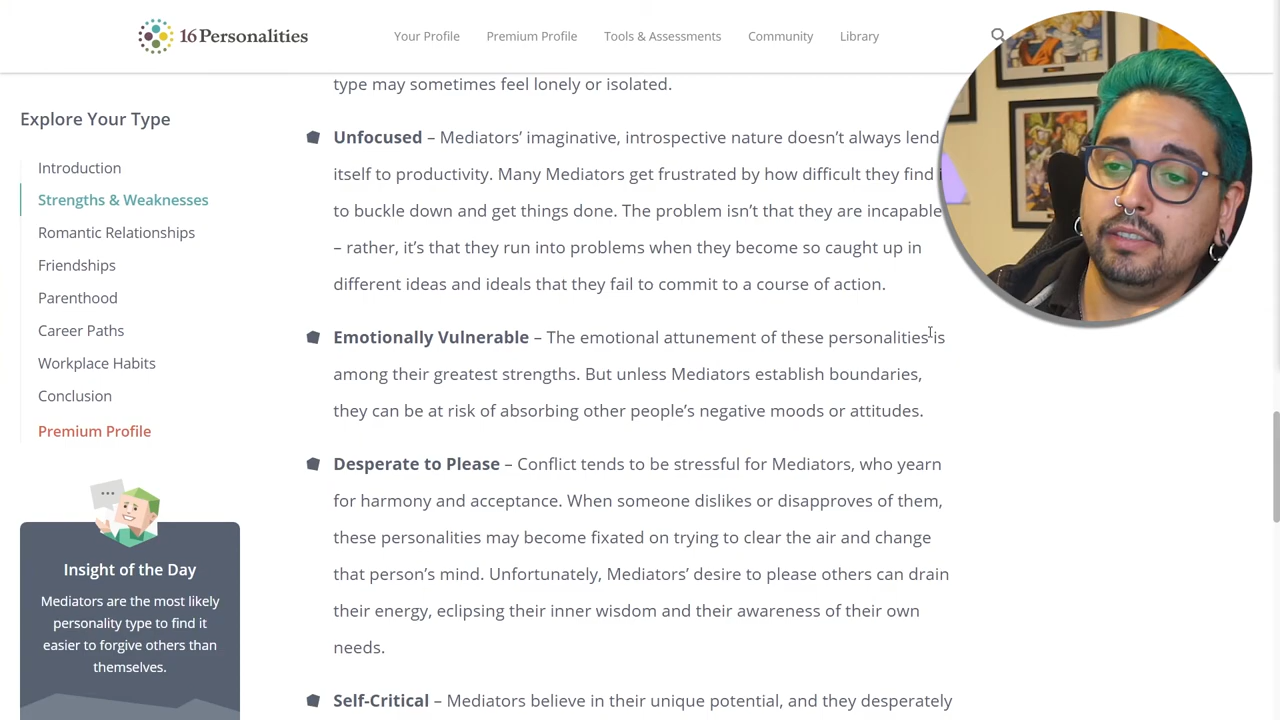 16Personalities
Your Profile
Premium Profile
Tools & Assessments
Community
Library
Explore Your Type
Introduction
Strengths & Weaknesses
Romantic Relationships
Friendships
Parenthood
Career Paths
Workplace Habits
Conclusion
Premium Profile
Insight of the Day
Mediators are the most likely
personality type to find it
easier to forgive others than
themselves.
type may sometimes feel lonely or isolated.
Unfocused – Mediators’ imaginative, introspective nature doesn’t always lend
itself to productivity. Many Mediators get frustrated by how difficult they find
to buckle down and get things done. The problem isn’t that they are incapable
– rather, it’s that they run into problems when they become so caught up in
different ideas and ideals that they fail to commit to a course of action.
Emotionally Vulnerable – The emotional attunement of these personalities is
among their greatest strengths. But unless Mediators establish boundaries,
they can be at risk of absorbing other people’s negative moods or attitudes.
Desperate to Please – Conflict tends to be stressful for Mediators, who yearn
for harmony and acceptance. When someone dislikes or disapproves of them,
these personalities may become fixated on trying to clear the air and change
that person’s mind. Unfortunately, Mediators’ desire to please others can drain
their energy, eclipsing their inner wisdom and their awareness of their own
needs.
Self-Critical – Mediators believe in their unique potential, and they desperately